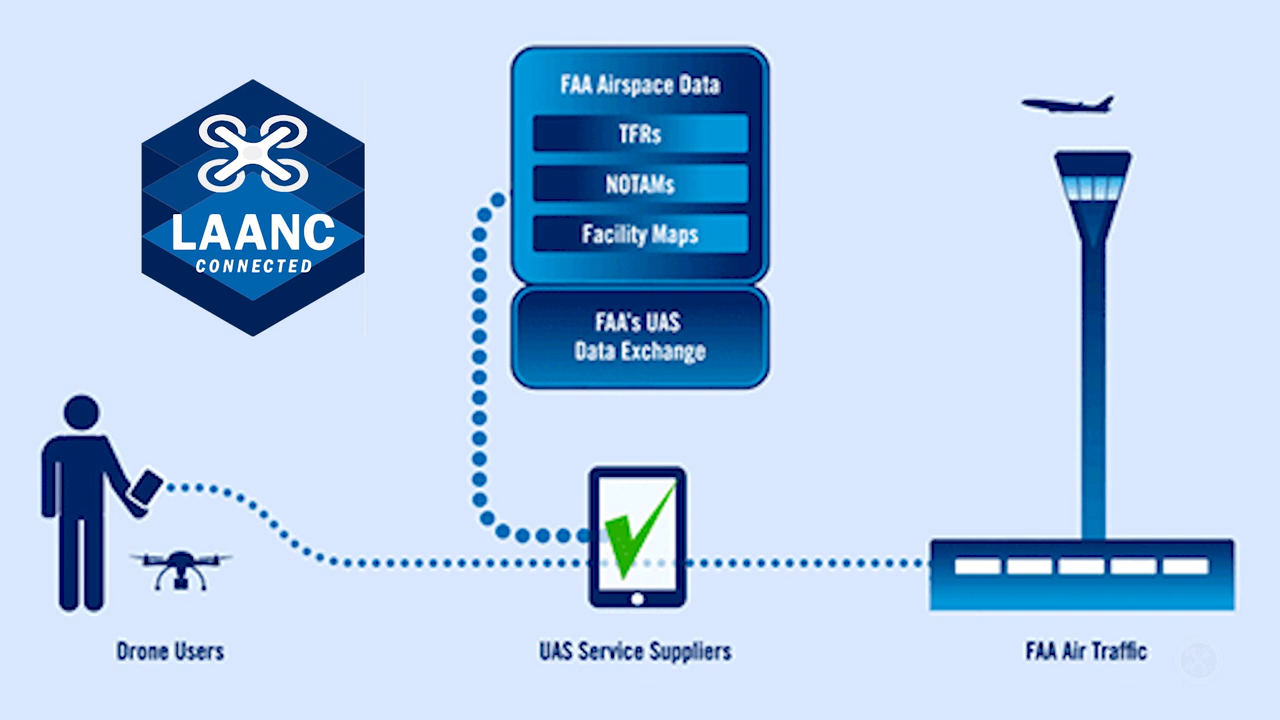 LAANC
CONNECTED
FAA Airspace Data
TFRs
NOTAMs
Facility Maps
FAA's UAS
Data Exchange
Drone Users
UAS Service Suppliers
FAA Air Traffic